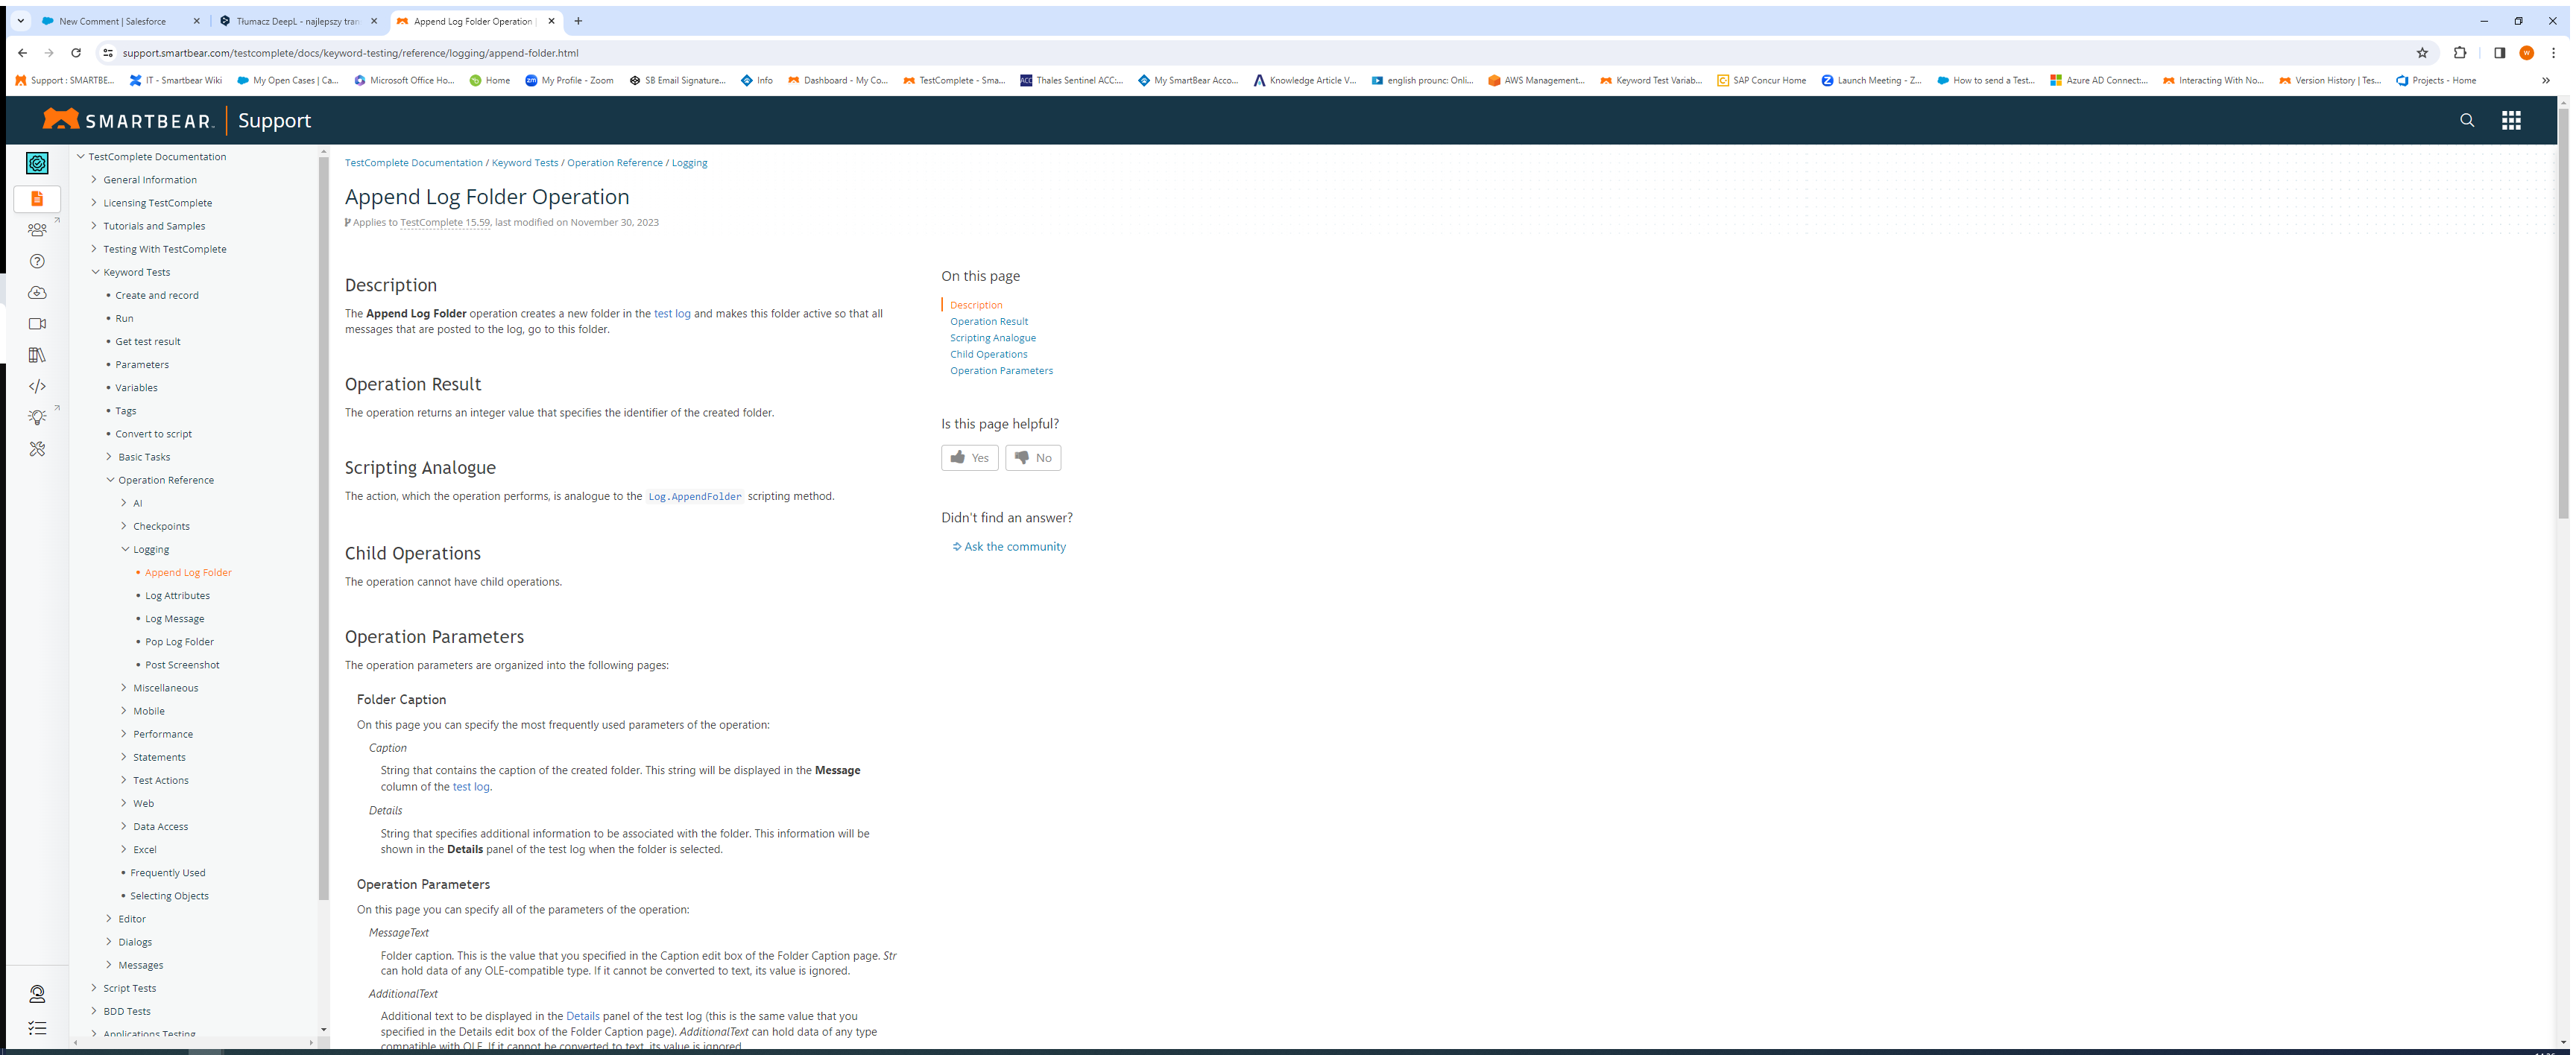 New Comment | Salesforce
Tłumacz DeepL - najlepszy tran
Append Log Folder Operation |
support.smartbear.com/testcomplete/docs/keyword-testing/reference/logging/append-folder.html
Support : SMARTBE...
IT - Smartbear Wiki
My Open Cases | Ca...
Microsoft Office Ho...
Home
My Profile - Zoom
SB Email Signature...
Info
Dashboard - My Co...
TestComplete - Sma...
Thales Sentinel ACC:...
My SmartBear Acco...
Knowledge Article V...
english prounc: Onli...
AWS Management...
Keyword Test Variab...
SAP Concur Home
Launch Meeting - Z...
How to send a Test...
Azure AD Connect:...
Interacting With No...
Version History | Tes...
Projects - Home
SMARTBEAR
Support
TestComplete Documentation
General Information
Licensing TestComplete
Tutorials and Samples
Testing With TestComplete
Keyword Tests
Create and record
Run
Get test result
Parameters
Variables
Tags
Convert to script
Basic Tasks
Operation Reference
AI
Checkpoints
Logging
Append Log Folder
Log Attributes
Log Message
Pop Log Folder
Post Screenshot
Miscellaneous
Mobile
Performance
Statements
Test Actions
Web
Data Access
Excel
Frequently Used
Selecting Objects
Editor
Dialogs
Messages
Script Tests
BDD Tests
Applications Testing
TestComplete Documentation / Keyword Tests / Operation Reference / Logging
Append Log Folder Operation
Applies to TestComplete 15.59, last modified on November 30, 2023
Description
The Append Log Folder operation creates a new folder in the test log and makes this folder active so that all
messages that are posted to the log, go to this folder.
Operation Result
The operation returns an integer value that specifies the identifier of the created folder.
Scripting Analogue
The action, which the operation performs, is analogue to the Log.AppendFolder scripting method.
Child Operations
The operation cannot have child operations.
Operation Parameters
The operation parameters are organized into the following pages:
Folder Caption
On this page you can specify the most frequently used parameters of the operation:
Caption
String that contains the caption of the created folder. This string will be displayed in the Message
column of the test log.
Details
String that specifies additional information to be associated with the folder. This information will be
shown in the Details panel of the test log when the folder is selected.
Operation Parameters
On this page you can specify all of the parameters of the operation:
MessageText
Folder caption. This is the value that you specified in the Caption edit box of the Folder Caption page. Str
can hold data of any OLE-compatible type. If it cannot be converted to text, its value is ignored.
AdditionalText
Additional text to be displayed in the Details panel of the test log (this is the same value that you
specified in the Details edit box of the Folder Caption page). AdditionalText can hold data of any type
compatible with OLE. If it cannot be converted to text, its value is ignored.
On this page
Description
Operation Result
Scripting Analogue
Child Operations
Operation Parameters
Is this page helpful?
Yes
No
Didn't find an answer?
Ask the community